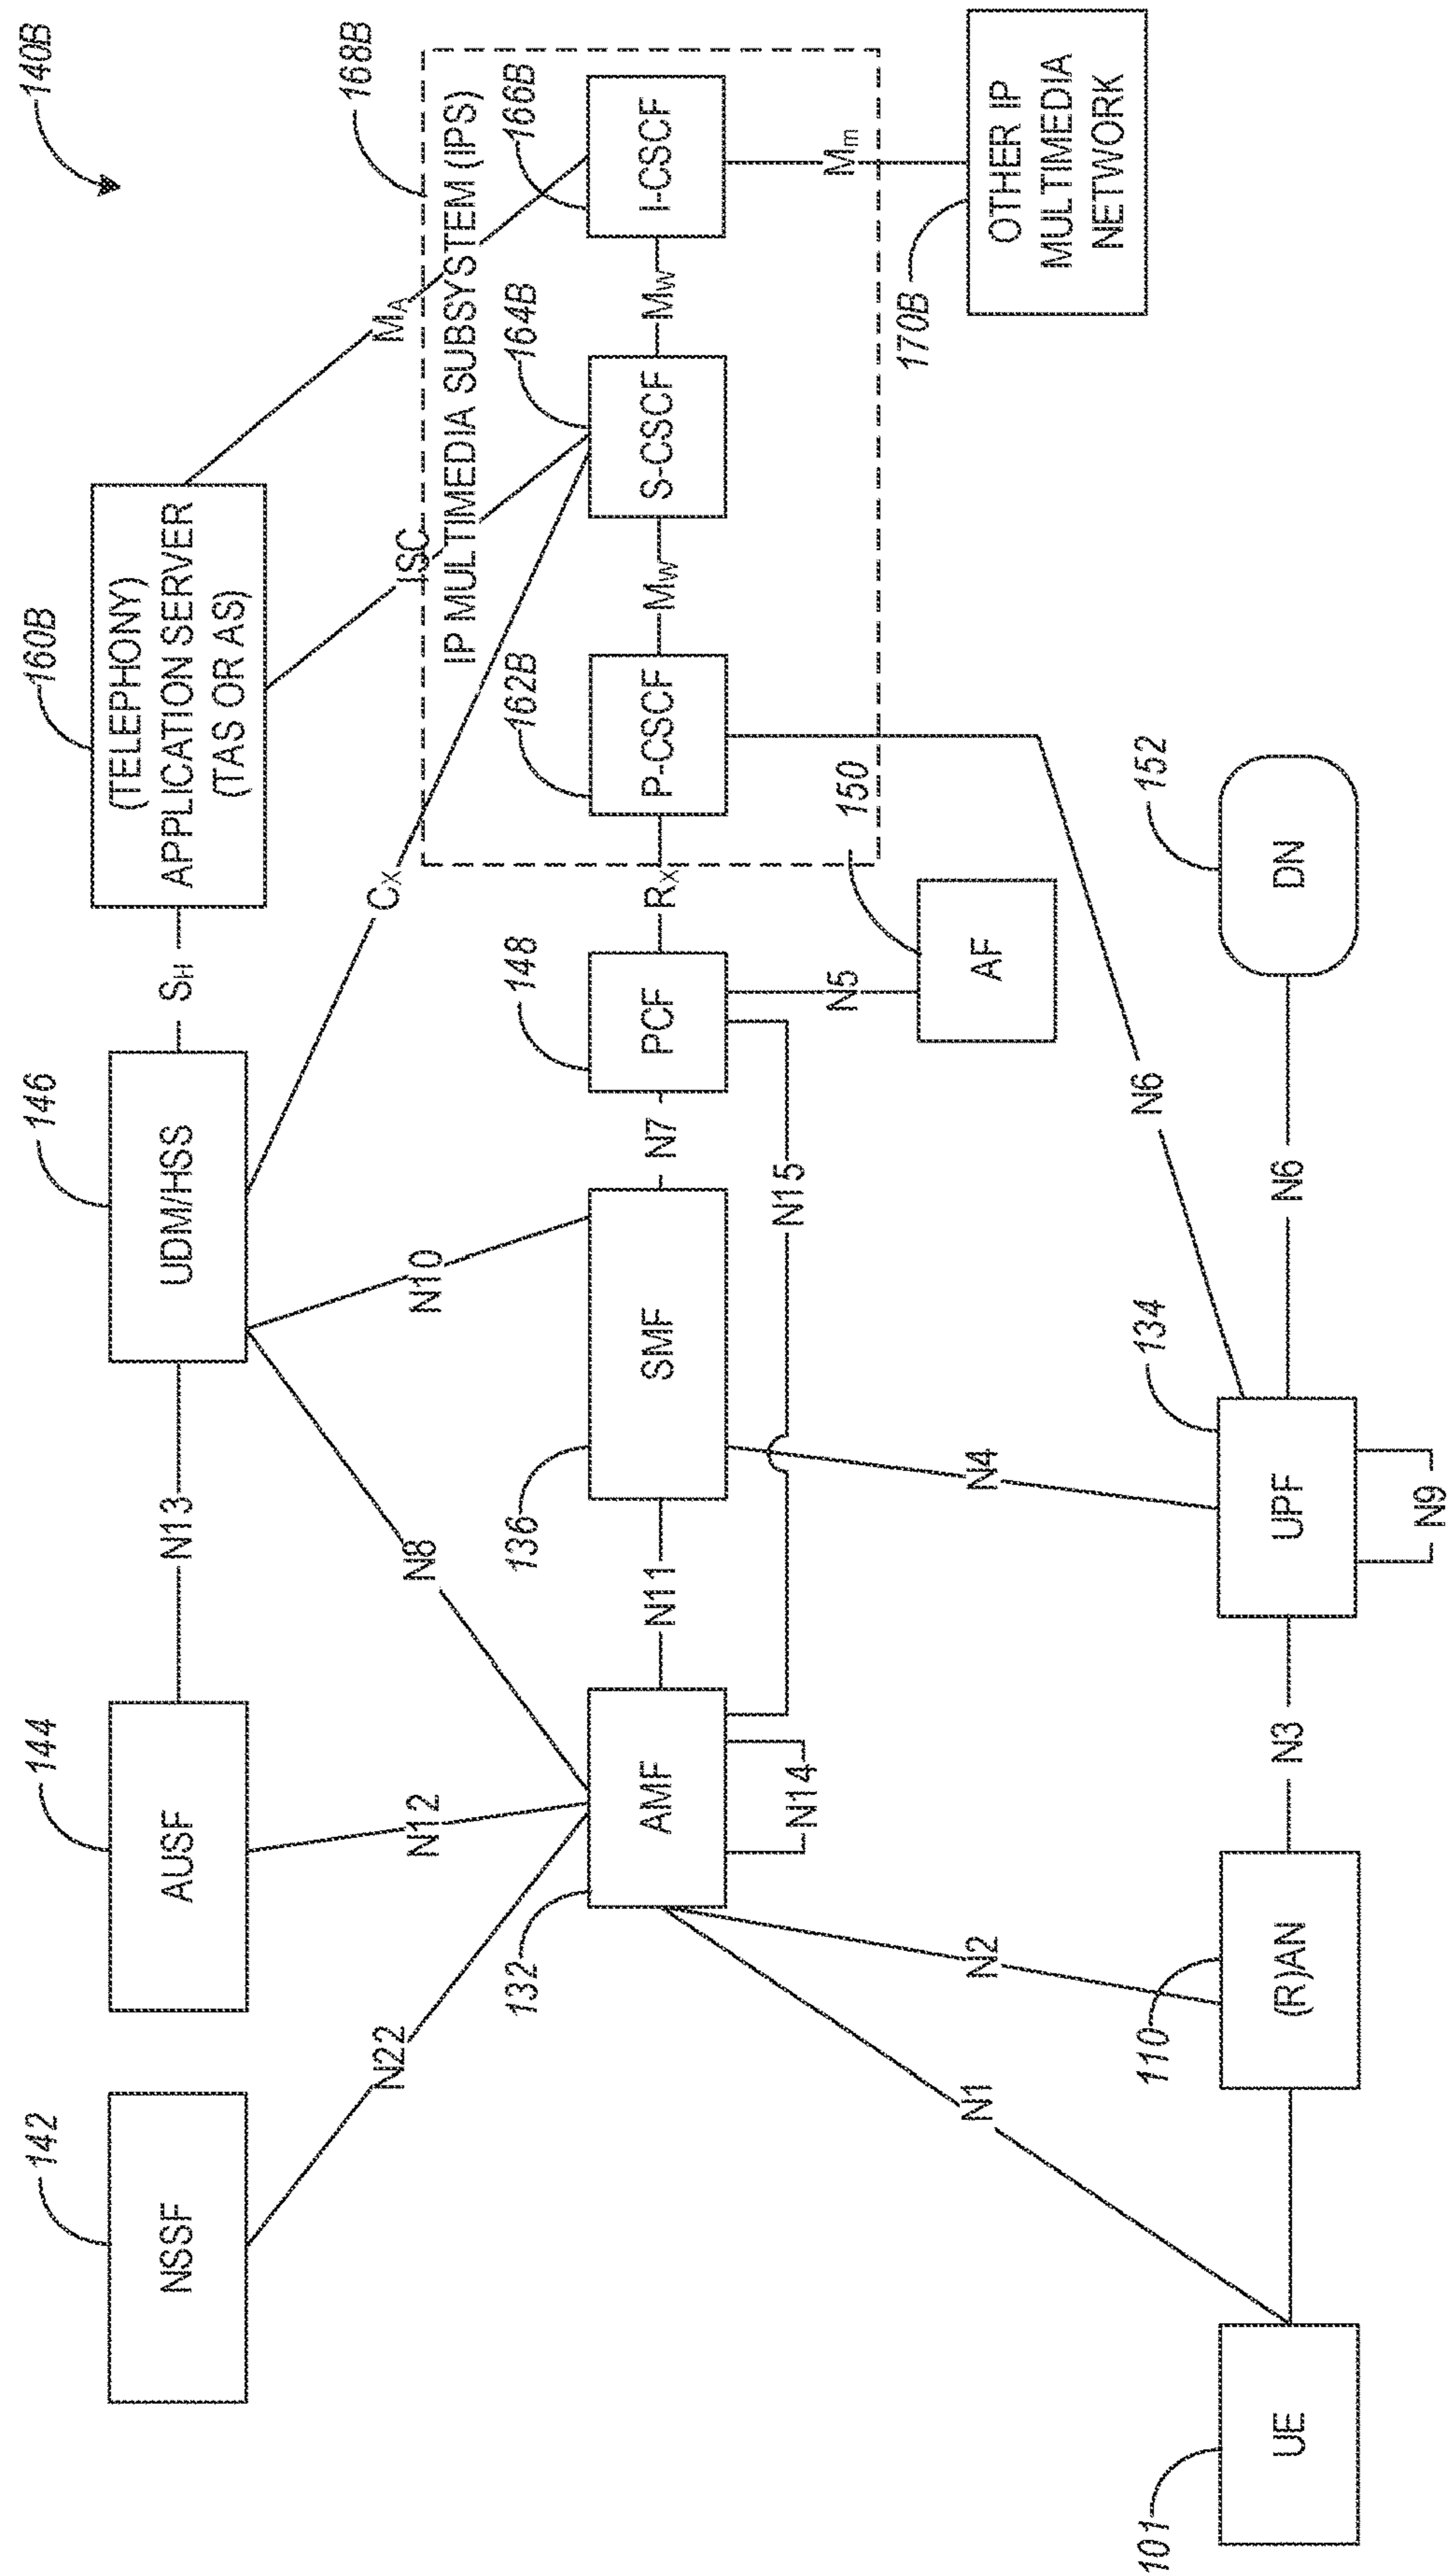 140B
142
NSSF
144
AUSF
N13
146
UDM/HSS
SH
160B
(TELEPHONY)
APPLICATION SERVER
(TAS OR AS)
168B
N22
N12
N8
N10
CX
ISC
MA
IP MULTIMEDIA SUBSYSTEM (IPS)
132
AMF
N11
136
SMF
N7
148
PCF
RX
162B
P-CSCF
MW
164B
S-CSCF
MW
166B
I-CSCF
N14
N15
N5
150
AF
Mm
170B
OTHER IP
MULTIMEDIA
NETWORK
N1
N2
N4
N6
101
UE
110
(R)AN
N3
134
UPF
N6
152
DN
N9